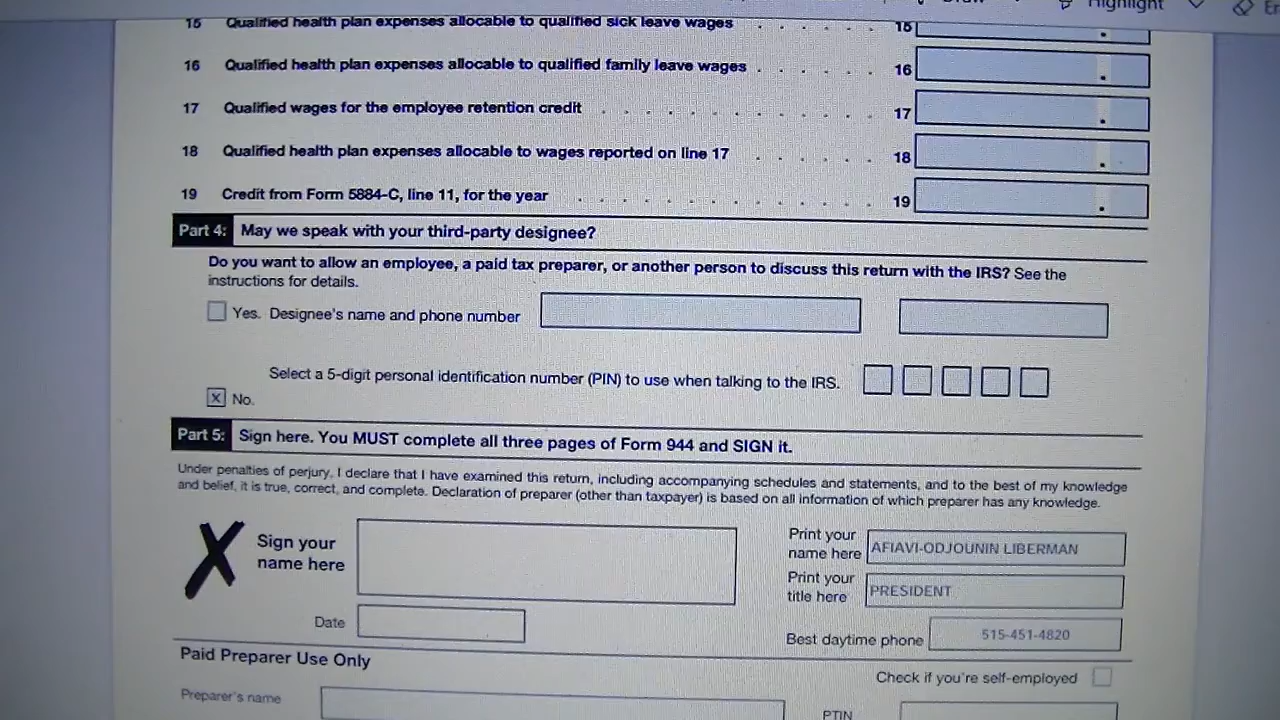 Highlight
15 Qualified health plan expenses allocable to qualified sick leave wages . . . . . . 15
16 Qualified health plan expenses allocable to qualified family leave wages . . . . . . 16
17 Qualified wages for the employee retention credit . . . . . . . . . . . . . 17
18 Qualified health plan expenses allocable to wages reported on line 17 . . . . . . 18
19 Credit from Form 5884-C, line 11, for the year . . . . . . . . . . . . . . 19
Part 4: May we speak with your third-party designee?
Do you want to allow an employee, a paid tax preparer, or another person to discuss this return with the IRS? See the
instructions for details.
Yes. Designee's name and phone number
Select a 5-digit personal identification number (PIN) to use when talking to the IRS.
X No.
Part 5: Sign here. You MUST complete all three pages of Form 944 and SIGN it.
Under penalties of perjury, I declare that I have examined this return, including accompanying schedules and statements, and to the best of my knowledge
and belief, it is true, correct, and complete. Declaration of preparer (other than taxpayer) is based on all information of which preparer has any knowledge.
X Sign your
name here
Print your
name here AFIAVI-ODJOUNIN LIBERMAN
Print your
title here PRESIDENT
Date
Best daytime phone 515-451-4820
Paid Preparer Use Only
Check if you're self-employed
Preparer's name
PTIN